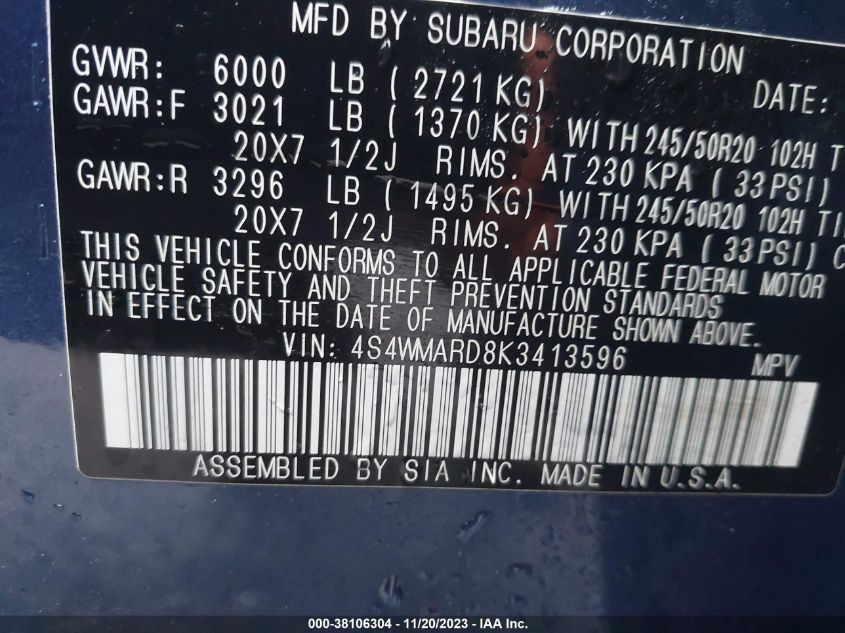 MFD BY SUBARU CORPORATION
GVWR: 6000 LB ( 2721 KG) DATE:
GAWR:F 3021 LB ( 1370 KG) WITH 245/50R20 102H T
20X7 1/2J RIMS. AT 230 KPA ( 33PSI)
GAWR:R 3296 LB ( 1495 KG) WITH 245/50R20 102H TI
20X7 1/2J RIMS. AT 230 KPA ( 33PSI) C
THIS VEHICLE CONFORMS TO ALL APPLICABLE FEDERAL MOTOR
VEHICLE SAFETY AND THEFT PREVENTION STANDARDS
IN EFFECT ON THE DATE OF MANUFACTURE SHOWN ABOVE.
VIN: 4S4WMARD8K3413596 MPV
ASSEMBLED BY SIA INC. MADE IN U.S.A.
000-38106304 - 11/20/2023 - IAA Inc.